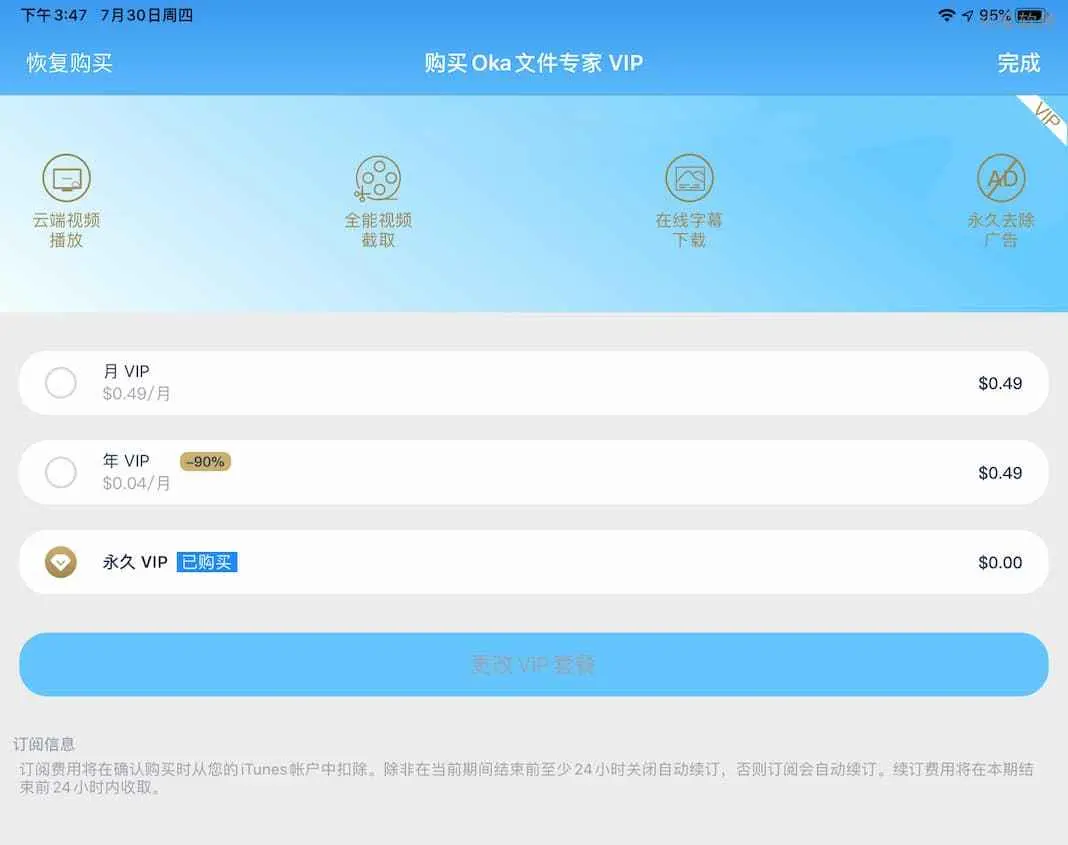 下午3:47 7月30日周四
95%
恢复购买
购买Oka文件专家 VIP
完成
VIP
云端视频
播放
全能视频
截取
在线字幕
下载
AD
永久去除
广告
月 VIP
$0.49/月
$0.49
年 VIP
-90%
$0.04/月
$0.49
永久 VIP
已购买
$0.00
更改 VIP 套餐
订阅信息
订阅费用将在确认购买时从您的iTunes帐户中扣除。除非在当前期间结束前至少24小时关闭自动续订，否则订阅会自动续订。续订费用将在本期结
束前24小时内收取。